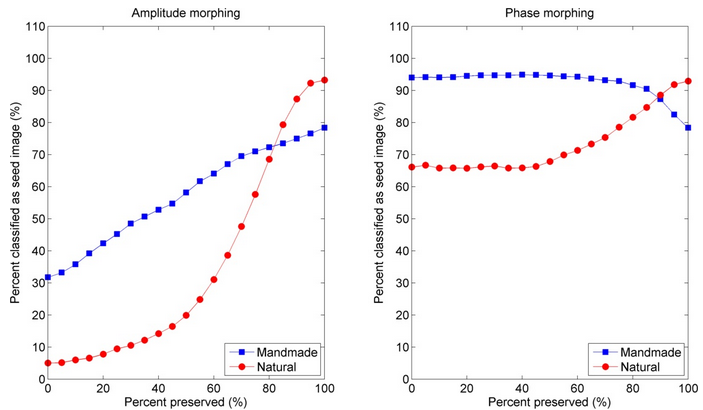 Amplitude morphing
Percent classified as seed image (%)
110
100
90
80
70
60
50
40
30
20
10
0
0 20 40 60 80 100
Percent preserved (%)
Mandmade
Natural
Phase morphing
Percent classified as seed image (%)
110
100
90
80
70
60
50
40
30
20
10
0
0 20 40 60 80 100
Percent preserved (%)
Mandmade
Natural